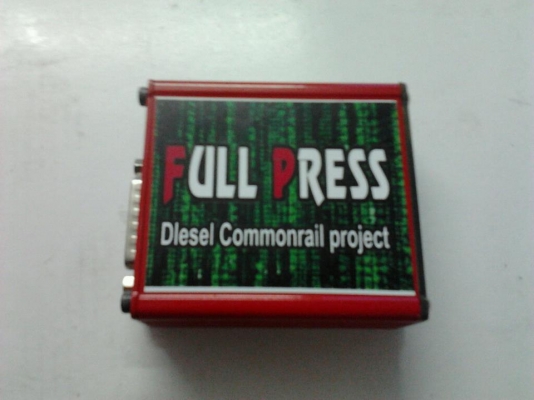 FULL PRESS
DIesel Commonrail project